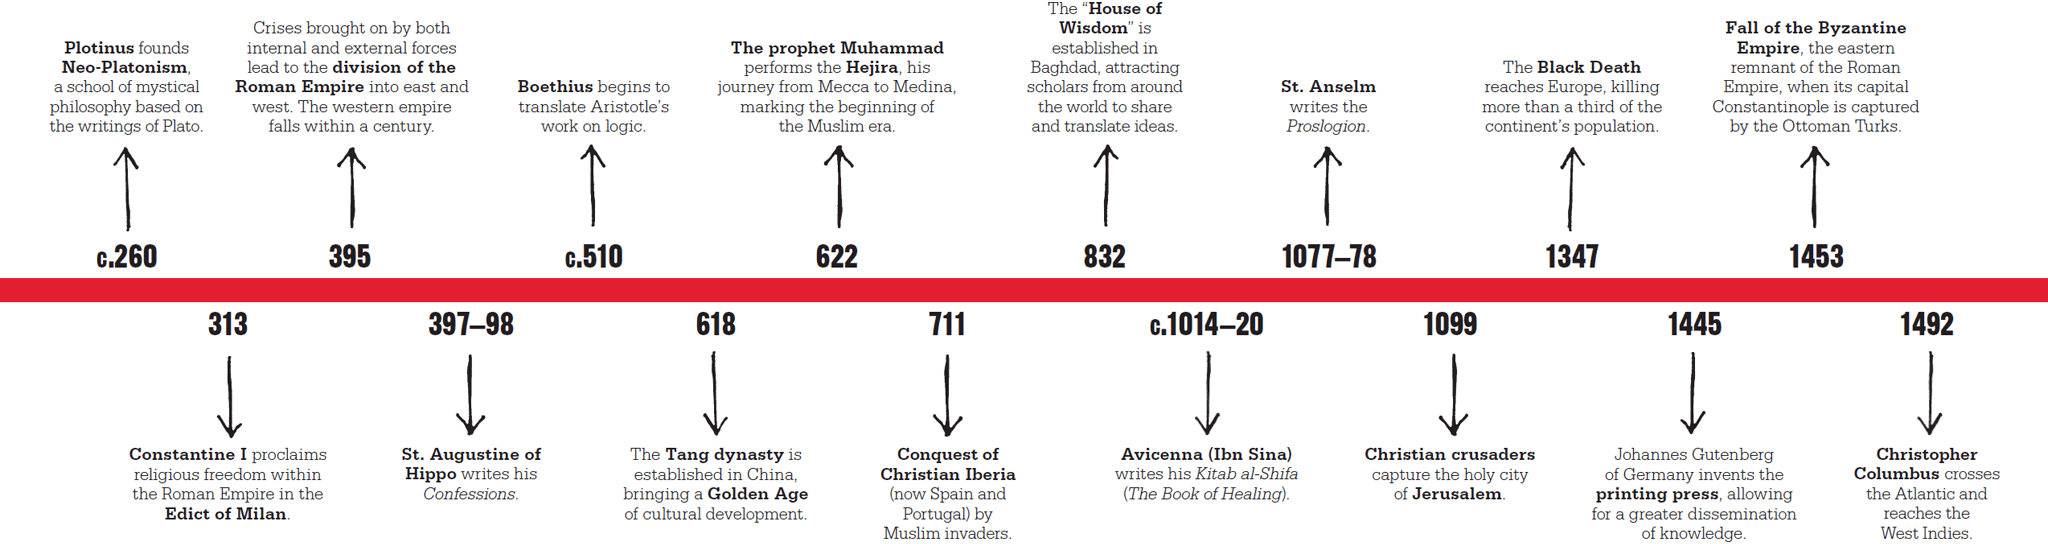 Plotinus founds
Neo-Platonism,
a school of mystical
philosophy based on
the writings of Plato.
c.260
Crises brought on by both
internal and external forces
lead to the division of the
Roman Empire into east and
west. The western empire
falls within a century.
395
Boethius begins to
translate Aristotle's
work on logic.
c.510
The prophet Muhammad
performs the Hejira, his
journey from Mecca to Medina,
marking the beginning of
the Muslim era.
622
The “House of
Wisdom” is
established in
Baghdad, attracting
scholars from around
the world to share
and translate ideas.
832
St. Anselm
writes the
Proslogion.
1077–78
The Black Death
reaches Europe, killing
more than a third of the
continent's population.
1347
Fall of the Byzantine
Empire, the eastern
remnant of the Roman
Empire, when its capital
Constantinople is captured
by the Ottoman Turks.
1453
313
Constantine I proclaims
religious freedom within
the Roman Empire in the
Edict of Milan.
397–98
St. Augustine of
Hippo writes his
Confessions.
618
The Tang dynasty is
established in China,
bringing a Golden Age
of cultural development.
711
Conquest of
Christian Iberia
(now Spain and
Portugal) by
Muslim invaders.
c.1014–20
Avicenna (Ibn Sina)
writes his Kitab al-Shifa
(The Book of Healing).
1099
Christian crusaders
capture the holy city
of Jerusalem.
1445
Johannes Gutenberg
of Germany invents the
printing press, allowing
for a greater dissemination
of knowledge.
1492
Christopher
Columbus crosses
the Atlantic and
reaches the
West Indies.